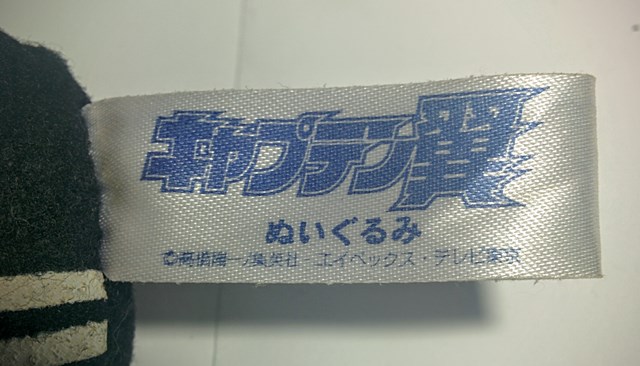 キャプテン翼
ぬいぐるみ
©高橋陽一/集英社 エイベックス・テレビ東京